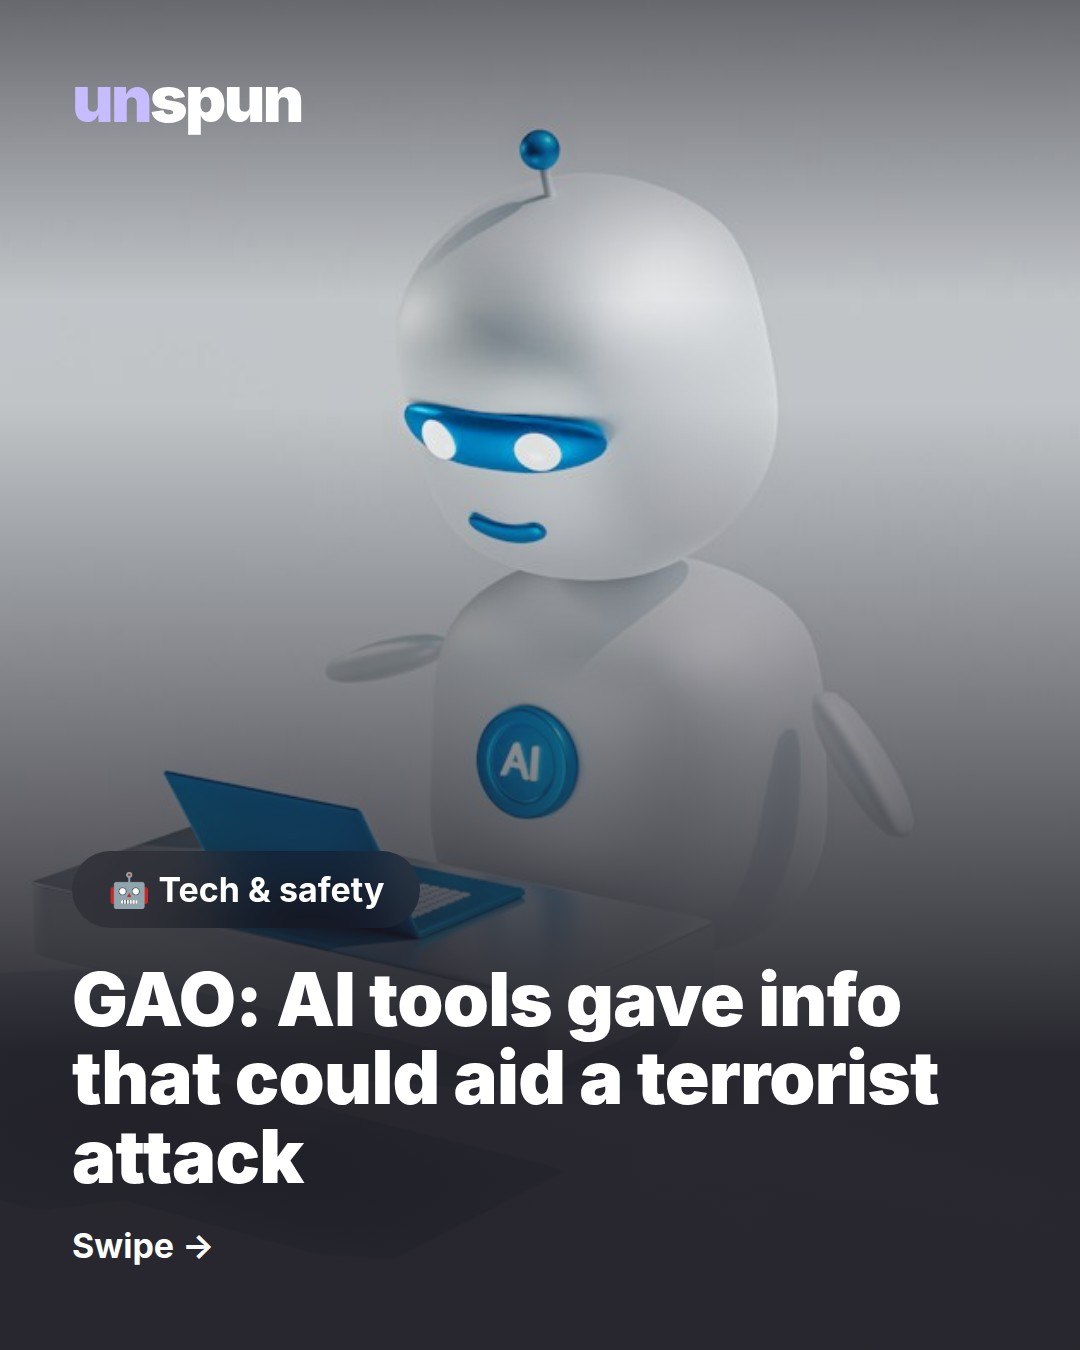 unspun
AI
🤖 Tech & safety
GAO: AI tools gave info
that could aid a terrorist
attack
Swipe →